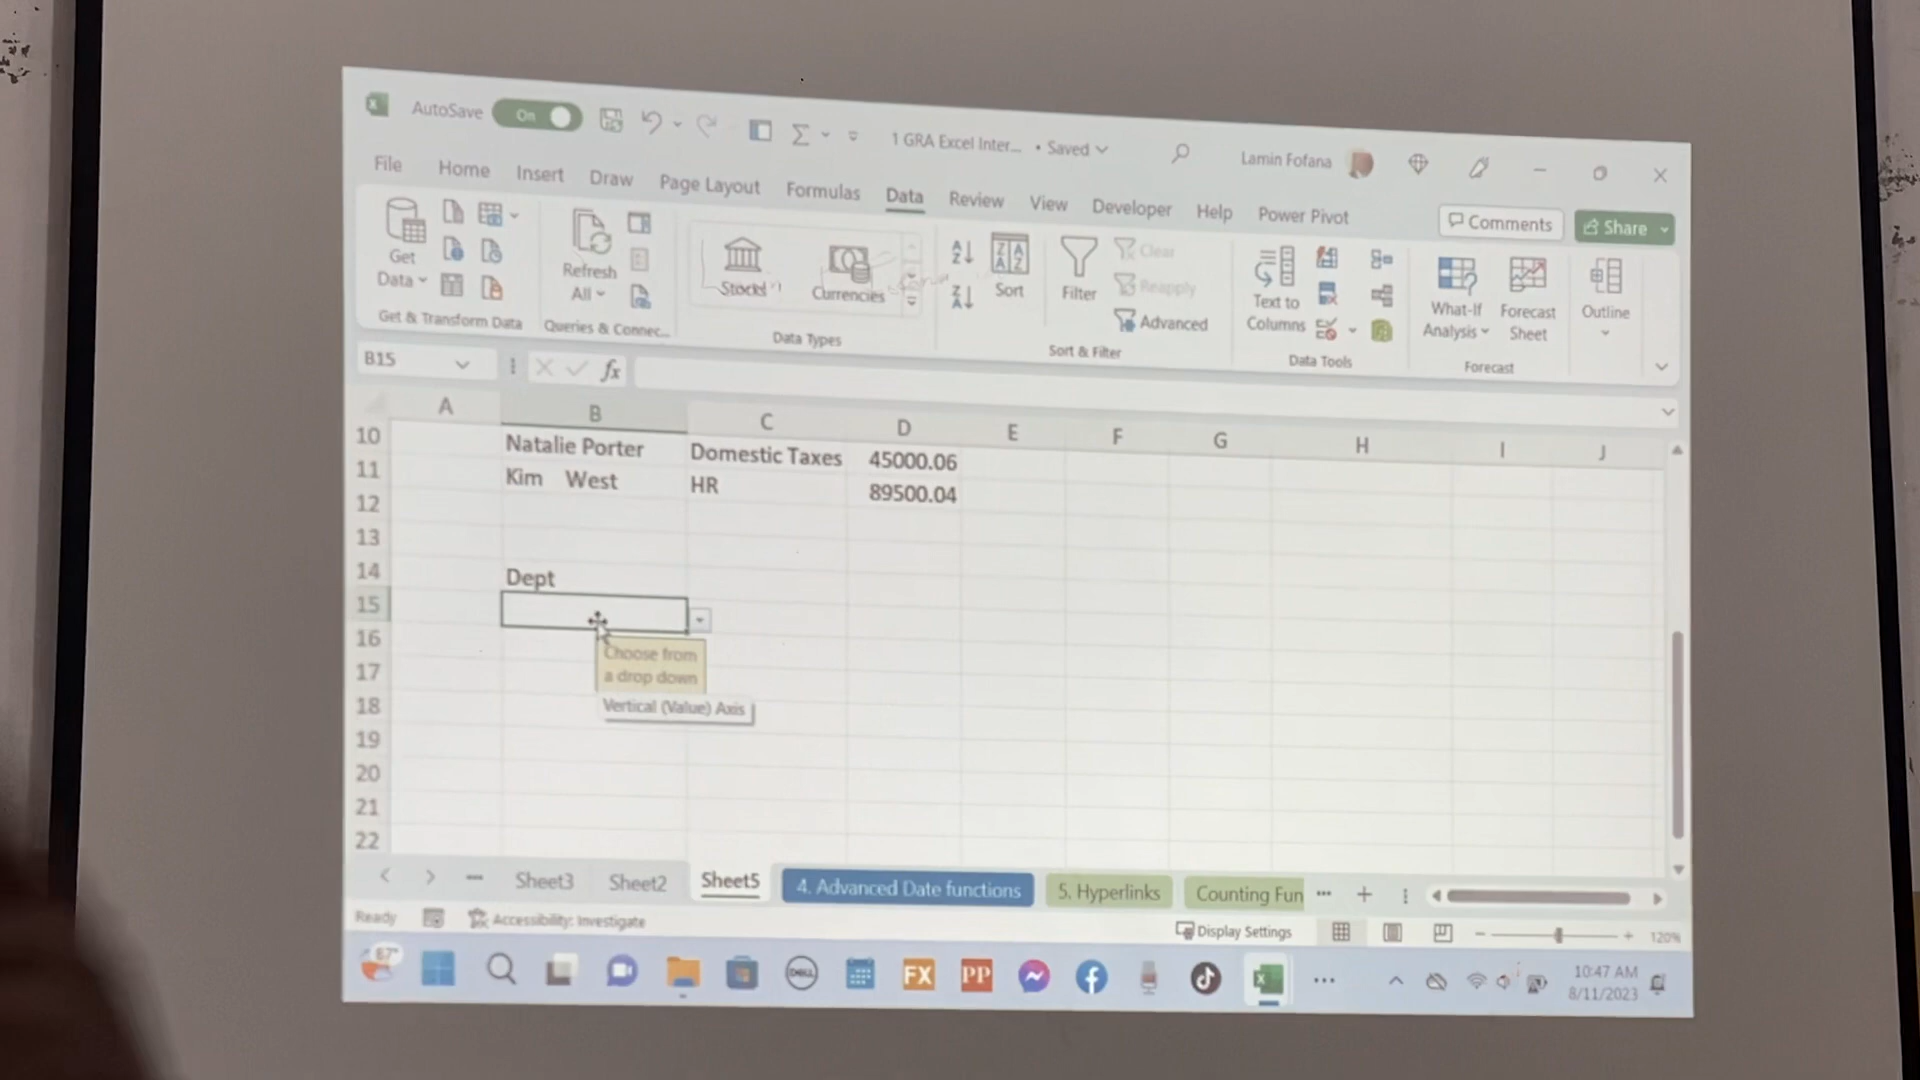 AutoSave On 1 GRA Excel Inter... • Saved Lamin Fofana
File Home Insert Draw Page Layout Formulas Data Review View Developer Help Power Pivot Comments Share
Get Data
Get & Transform Data
Refresh All
Queries & Connec...
Stocks
Currencies
Data Types
Sort
Filter
Clear
Reapply
Advanced
Sort & Filter
Text to Columns
Data Tools
What-If Analysis
Forecast Sheet
Forecast
Outline
B15 fx
A B C D E F G H I J
10 Natalie Porter Domestic Taxes 45000.06
11 Kim West HR 89500.04
12
13
14 Dept
15
16 Choose from
17 a drop down
18 Vertical (Value) Axis
19
20
21
22
Sheet3 Sheet2 Sheet5 4. Advanced Date functions 5. Hyperlinks Counting Fun ...
Ready Accessibility: Investigate Display Settings 120%
67° DELL FX PP 10:47 AM
8/11/2023